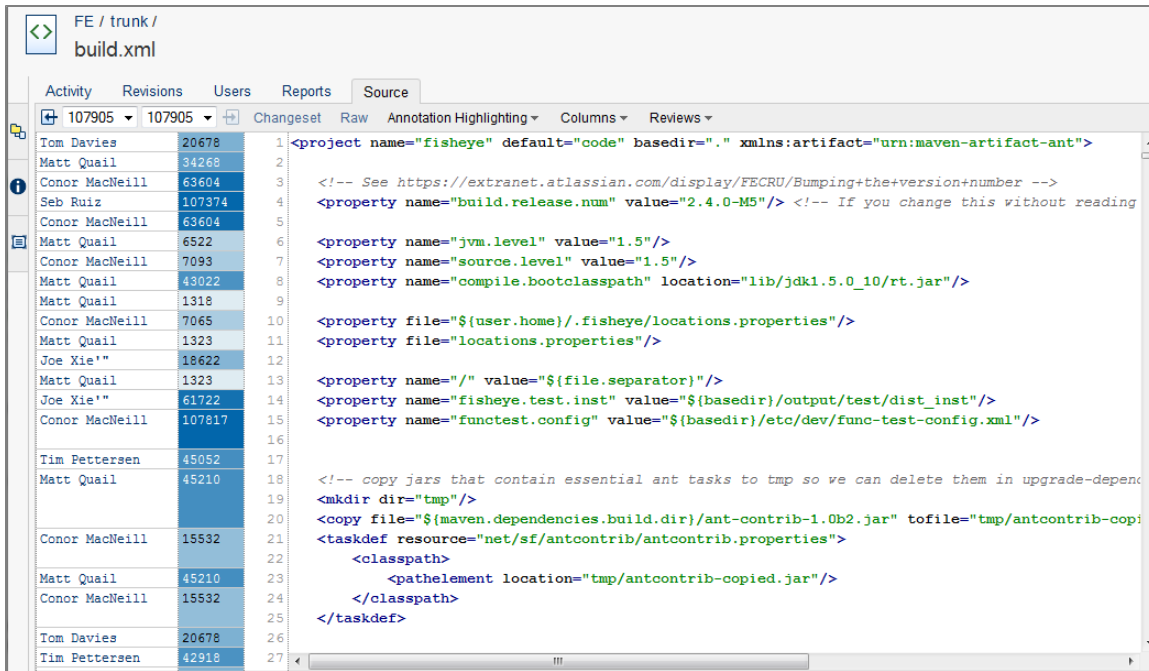 FE / trunk /
build.xml
Activity Revisions Users Reports Source
107905 107905 Changeset Raw Annotation Highlighting Columns Reviews
Tom Davies 20678 1 <project name="fisheye" default="code" basedir="." xmlns:artifact="urn:maven-artifact-ant">
Matt Quail 34268 2
Conor MacNeill 63604 3 <!-- See https://extranet.atlassian.com/display/FECRU/Bumping+the+version+number -->
Seb Ruiz 107374 4 <property name="build.release.num" value="2.4.0-M5"/> <!-- If you change this without reading
Conor MacNeill 63604 5
Matt Quail 6522 6 <property name="jvm.level" value="1.5"/>
Conor MacNeill 7093 7 <property name="source.level" value="1.5"/>
Matt Quail 43022 8 <property name="compile.bootclasspath" location="lib/jdk1.5.0_10/rt.jar"/>
Matt Quail 1318 9
Conor MacNeill 7065 10 <property file="${user.home}/.fisheye/locations.properties"/>
Matt Quail 1323 11 <property file="locations.properties"/>
Joe Xie'" 18622 12
Matt Quail 1323 13 <property name="/" value="${file.separator}"/>
Joe Xie'" 61722 14 <property name="fisheye.test.inst" value="${basedir}/output/test/dist_inst"/>
Conor MacNeill 107817 15 <property name="functest.config" value="${basedir}/etc/dev/func-test-config.xml"/>
16
Tim Pettersen 45052 17
Matt Quail 45210 18 <!-- copy jars that contain essential ant tasks to tmp so we can delete them in upgrade-depend
19 <mkdir dir="tmp"/>
20 <copy file="${maven.dependencies.build.dir}/ant-contrib-1.0b2.jar" tofile="tmp/antcontrib-copi
Conor MacNeill 15532 21 <taskdef resource="net/sf/antcontrib/antcontrib.properties">
22 <classpath>
Matt Quail 45210 23 <pathelement location="tmp/antcontrib-copied.jar"/>
Conor MacNeill 15532 24 </classpath>
25 </taskdef>
Tom Davies 20678 26
Tim Pettersen 42918 27